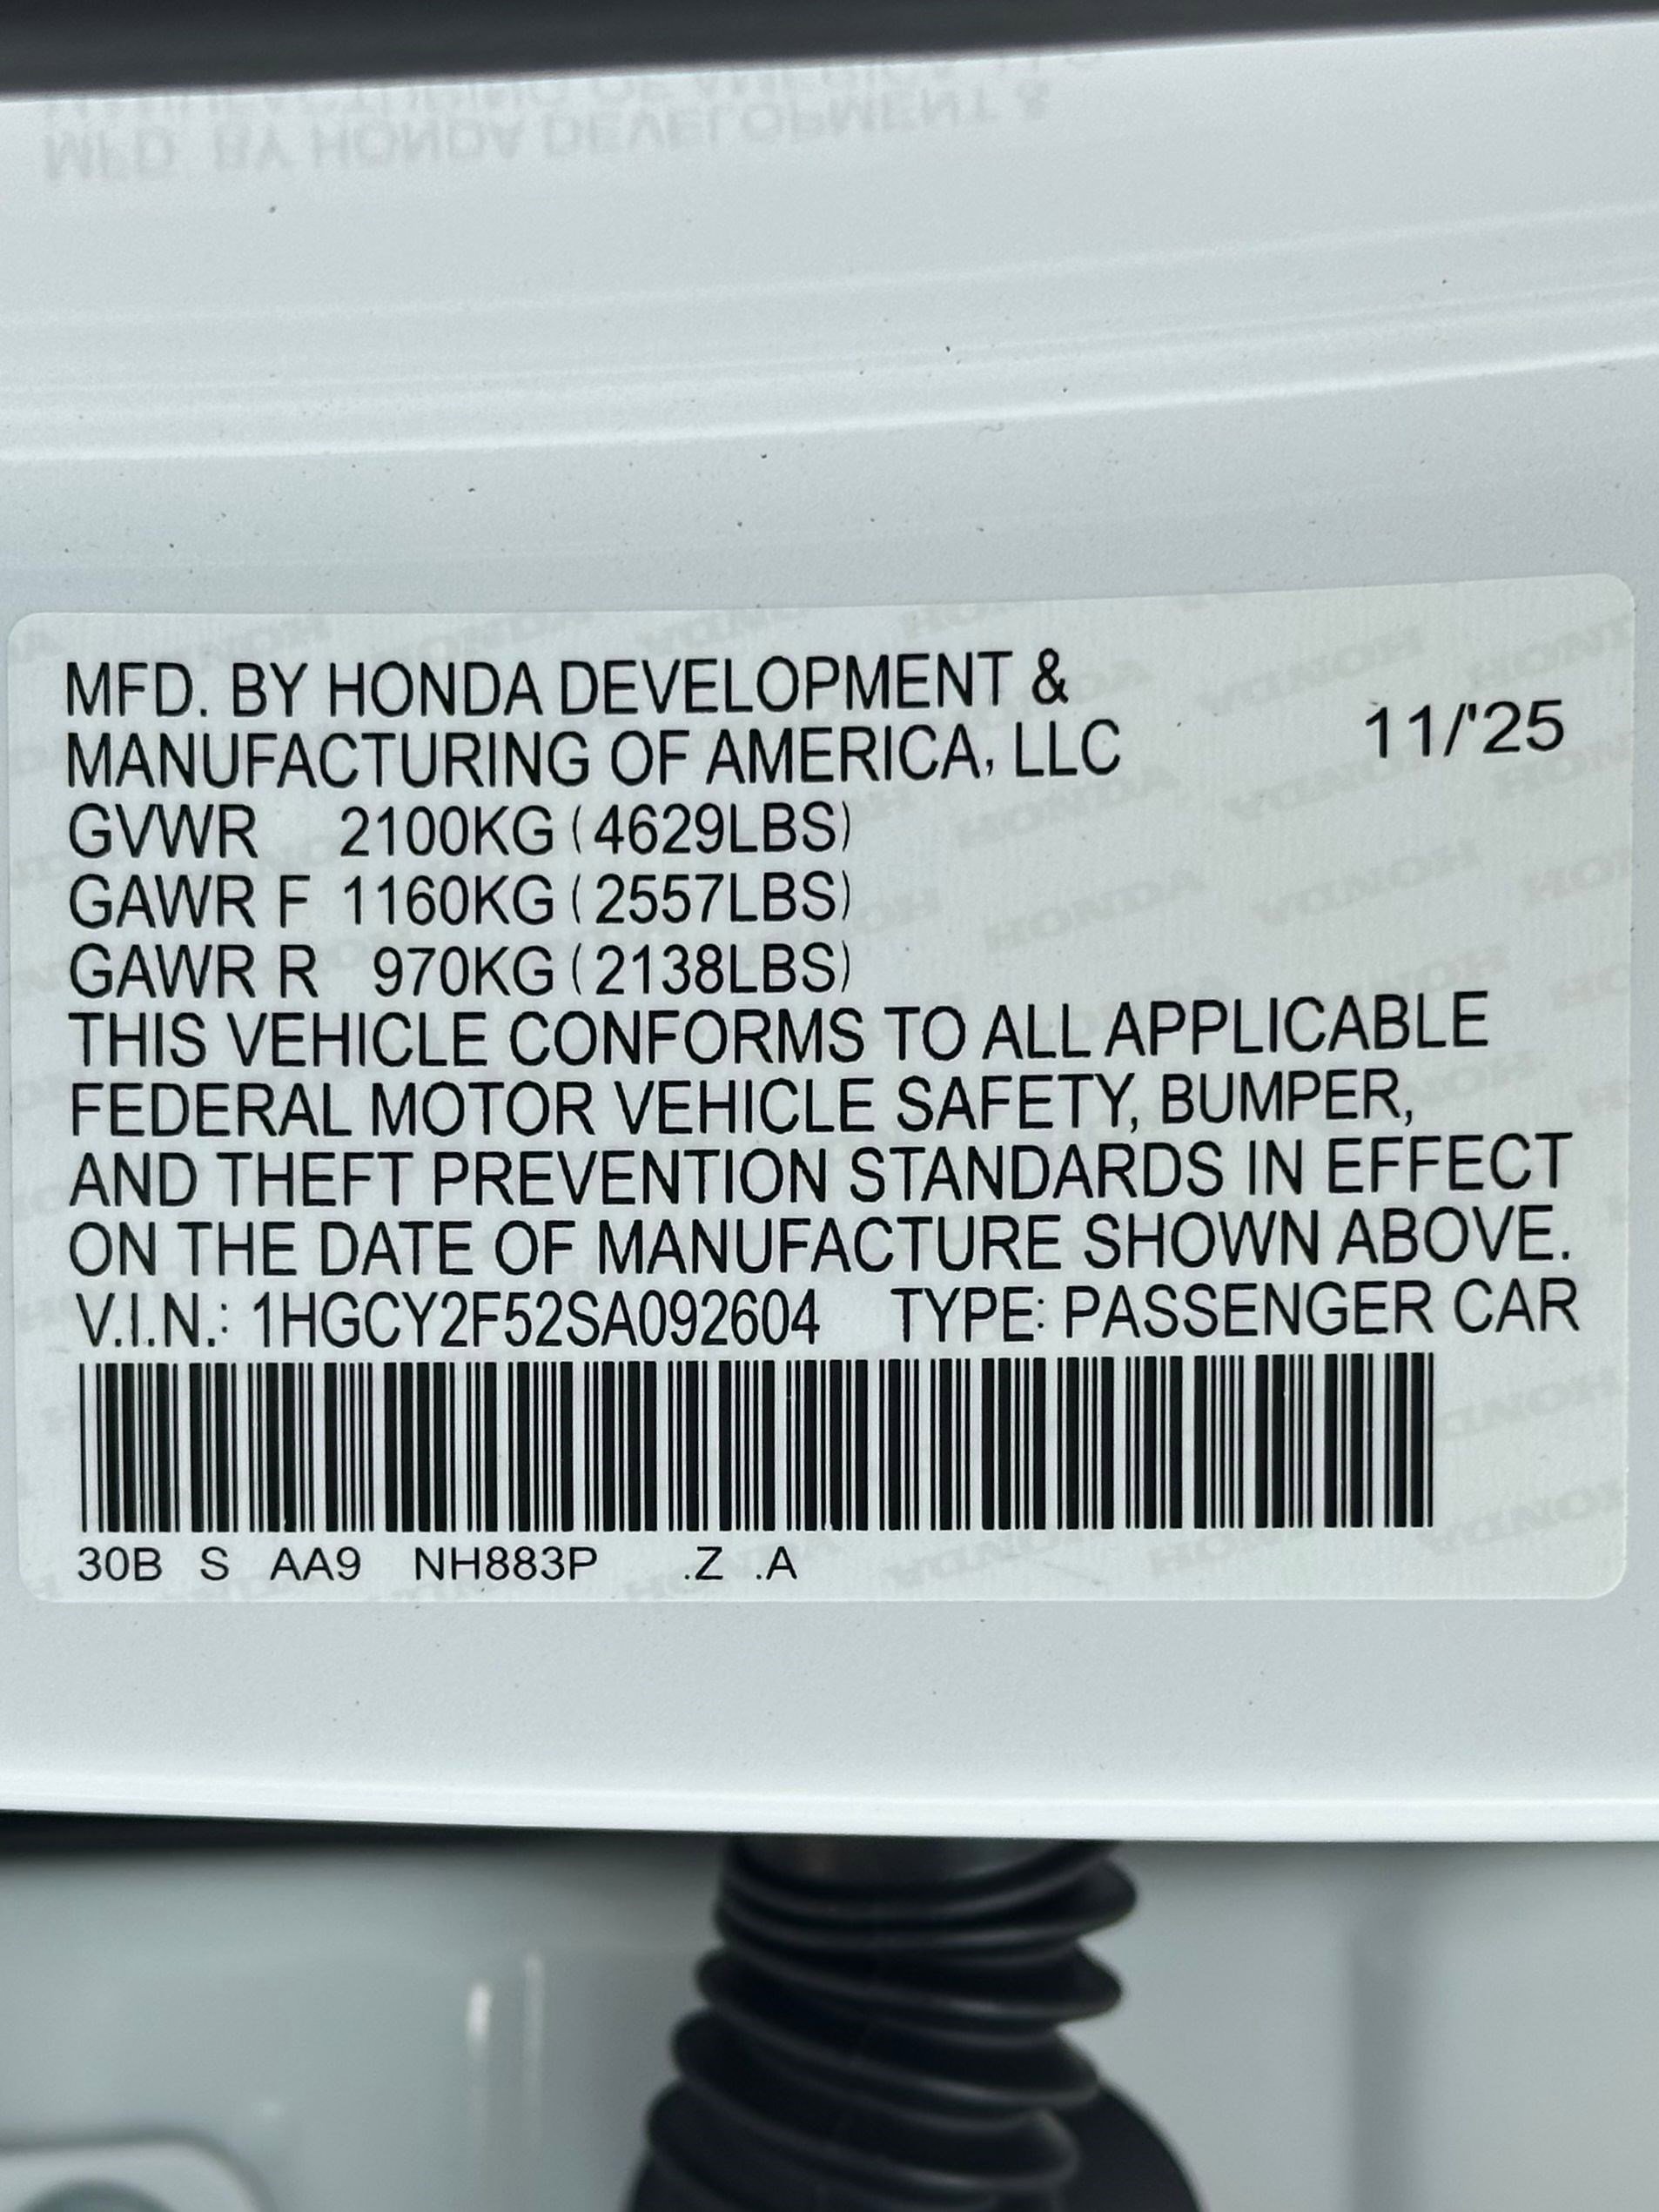 MFD. BY HONDA DEVELOPMENT &
MANUFACTURING OF AMERICA, LLC 11/'25
GVWR 2100KG (4629LBS)
GAWR F 1160KG (2557LBS)
GAWR R 970KG (2138LBS)
THIS VEHICLE CONFORMS TO ALL APPLICABLE
FEDERAL MOTOR VEHICLE SAFETY, BUMPER,
AND THEFT PREVENTION STANDARDS IN EFFECT
ON THE DATE OF MANUFACTURE SHOWN ABOVE.
V.I.N.: 1HGCY2F52SA092604 TYPE: PASSENGER CAR
30B S AA9 NH883P .Z .A